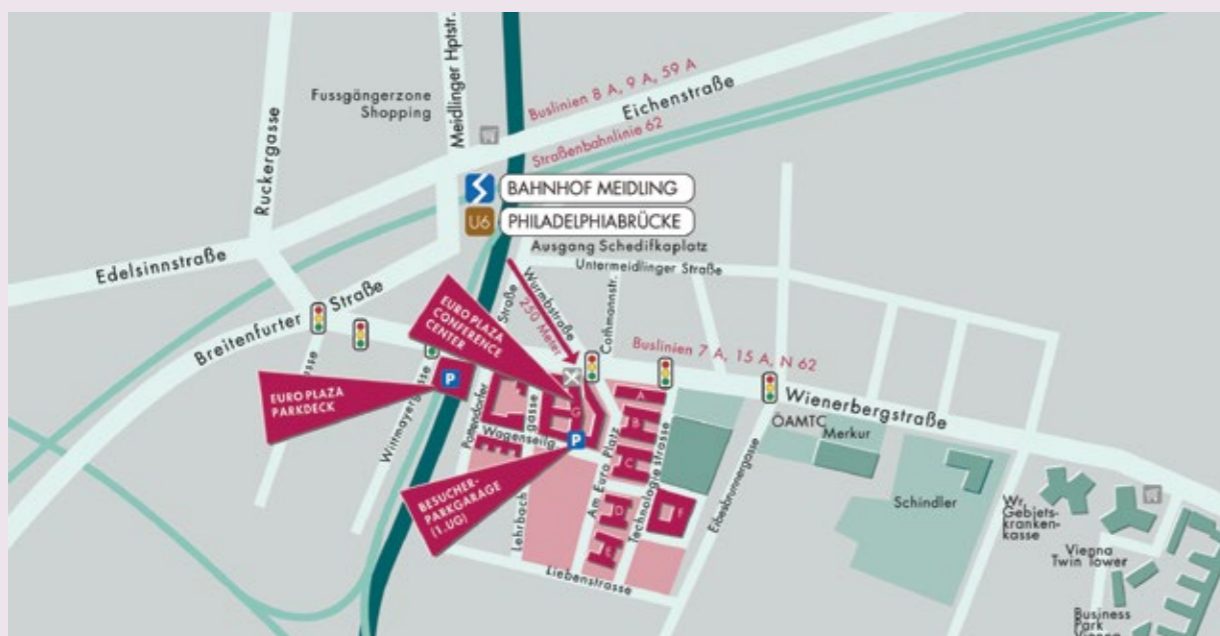 Meidlinger Hptstr.
Fussgängerzone
Shopping
Ruckergasse
Buslinien 8 A, 9 A, 59 A
Eichenstraße
Straßenbahnlinie 62
BAHNHOF MEIDLING
U6
PHILADELPHIABRÜCKE
Ausgang Schedifkaplatz
Untermeidlinger Straße
Edelsinnstraße
Breitenfurter Straße
Wurmbstraße
250 Meter
Cothmannstr.
EURO PLAZA
CONFERENCE
CENTER
Straße
Pottendorfer
Buslinien 7 A, 15 A, N 62
Wienerbergstraße
EURO PLAZA
PARKDECK
P
Wittmayergasse
gasse
Wagenseilg
G
P
A
B
C
D
E
F
Am Euro Platz
Technologiestrasse
Eibesbrunnergasse
ÖAMTC
Merkur
Schindler
BESUCHER-
PARKGARAGE
(1.UG)
Lehrbach
Liebenstrasse
Wr.
Gebiets-
kranken-
kasse
Vienna
Twin Tower
Business
Park